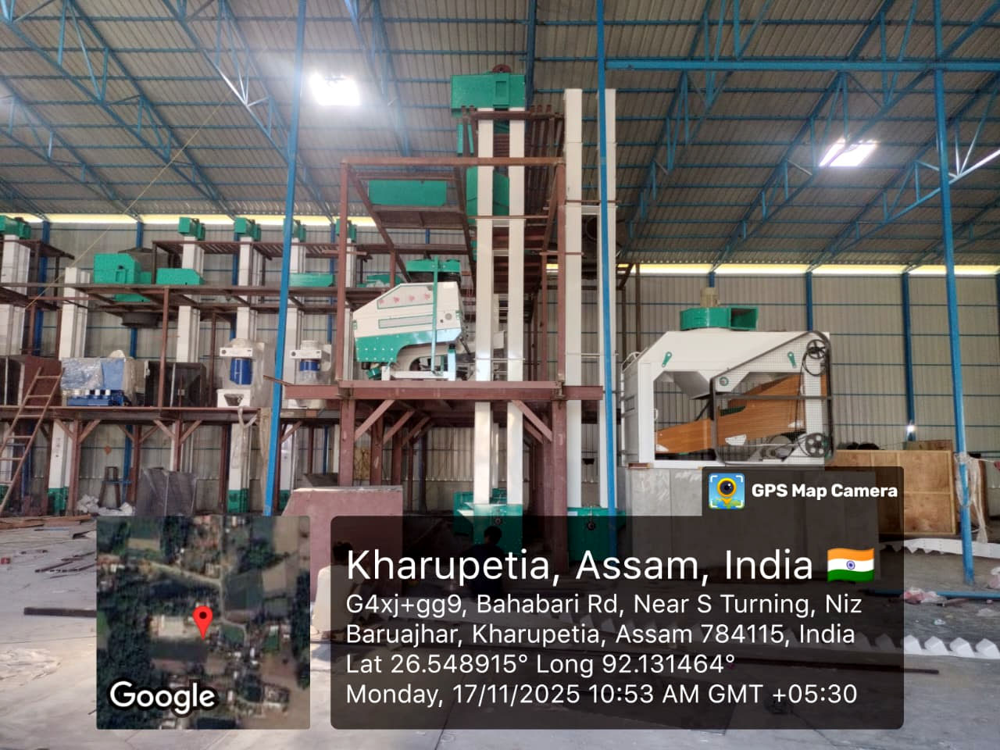 GPS Map Camera
Kharupetia, Assam, India 🇮🇳
G4xj+gg9, Bahabari Rd, Near S Turning, Niz
Baruajhar, Kharupetia, Assam 784115, India
Lat 26.548915° Long 92.131464°
Monday, 17/11/2025 10:53 AM GMT +05:30
Google